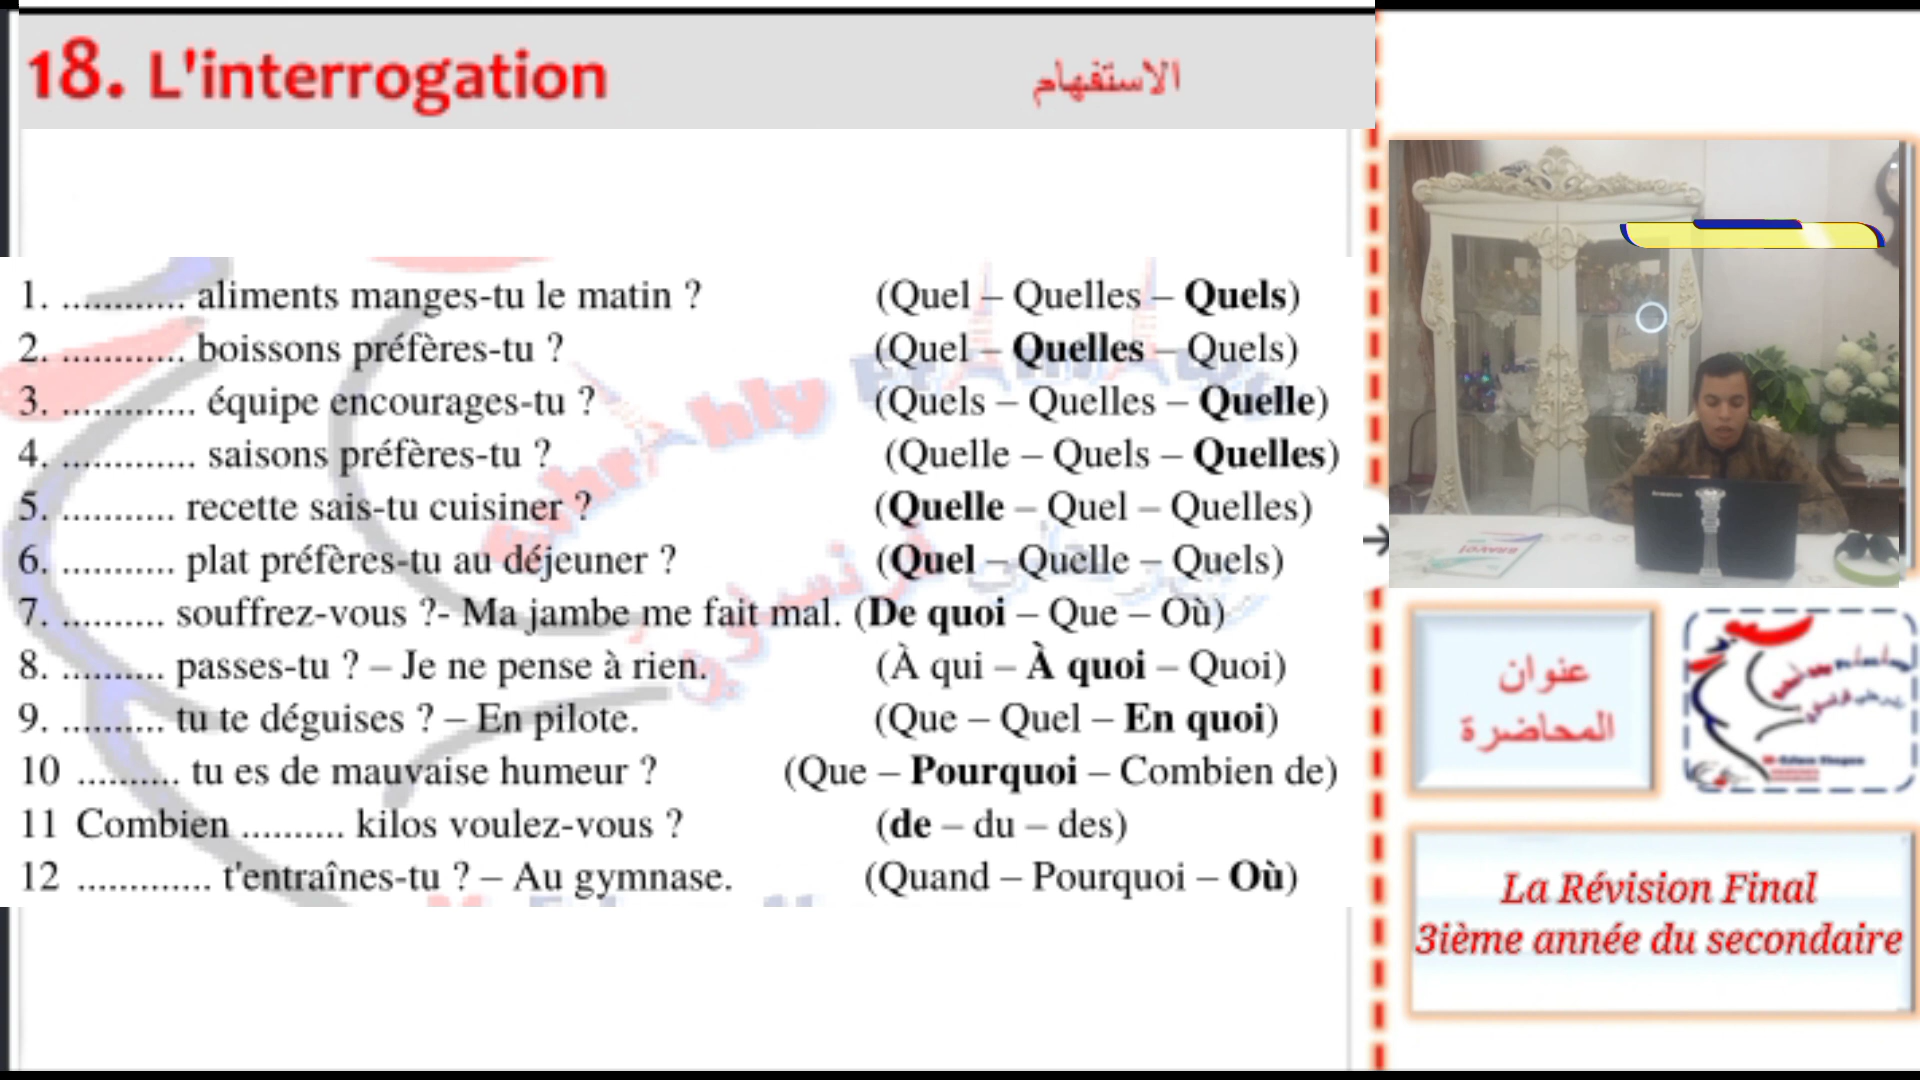 18. L'interrogation
الاستفهام
1. ............ aliments manges-tu le matin ? (Quel – Quelles – Quels)
2. ............ boissons préfères-tu ? (Quel – Quelles – Quels)
3. ............. équipe encourages-tu ? (Quels – Quelles – Quelle)
4. ............. saisons préfères-tu ? (Quelle – Quels – Quelles)
5. ........... recette sais-tu cuisiner ? (Quelle – Quel – Quelles)
6. ........... plat préfères-tu au déjeuner ? (Quel – Quelle – Quels)
7. .......... souffrez-vous ?- Ma jambe me fait mal. (De quoi – Que – Où)
8. .......... passes-tu ? – Je ne pense à rien. (À qui – À quoi – Quoi)
9. .......... tu te déguises ? – En pilote. (Que – Quel – En quoi)
10 .......... tu es de mauvaise humeur ? (Que – Pourquoi – Combien de)
11 Combien .......... kilos voulez-vous ? (de – du – des)
12 ............. t'entraînes-tu ? – Au gymnase. (Quand – Pourquoi – Où)
BRAVO!
عنوان
المحاضرة
La Révision Final
3ième année du secondaire